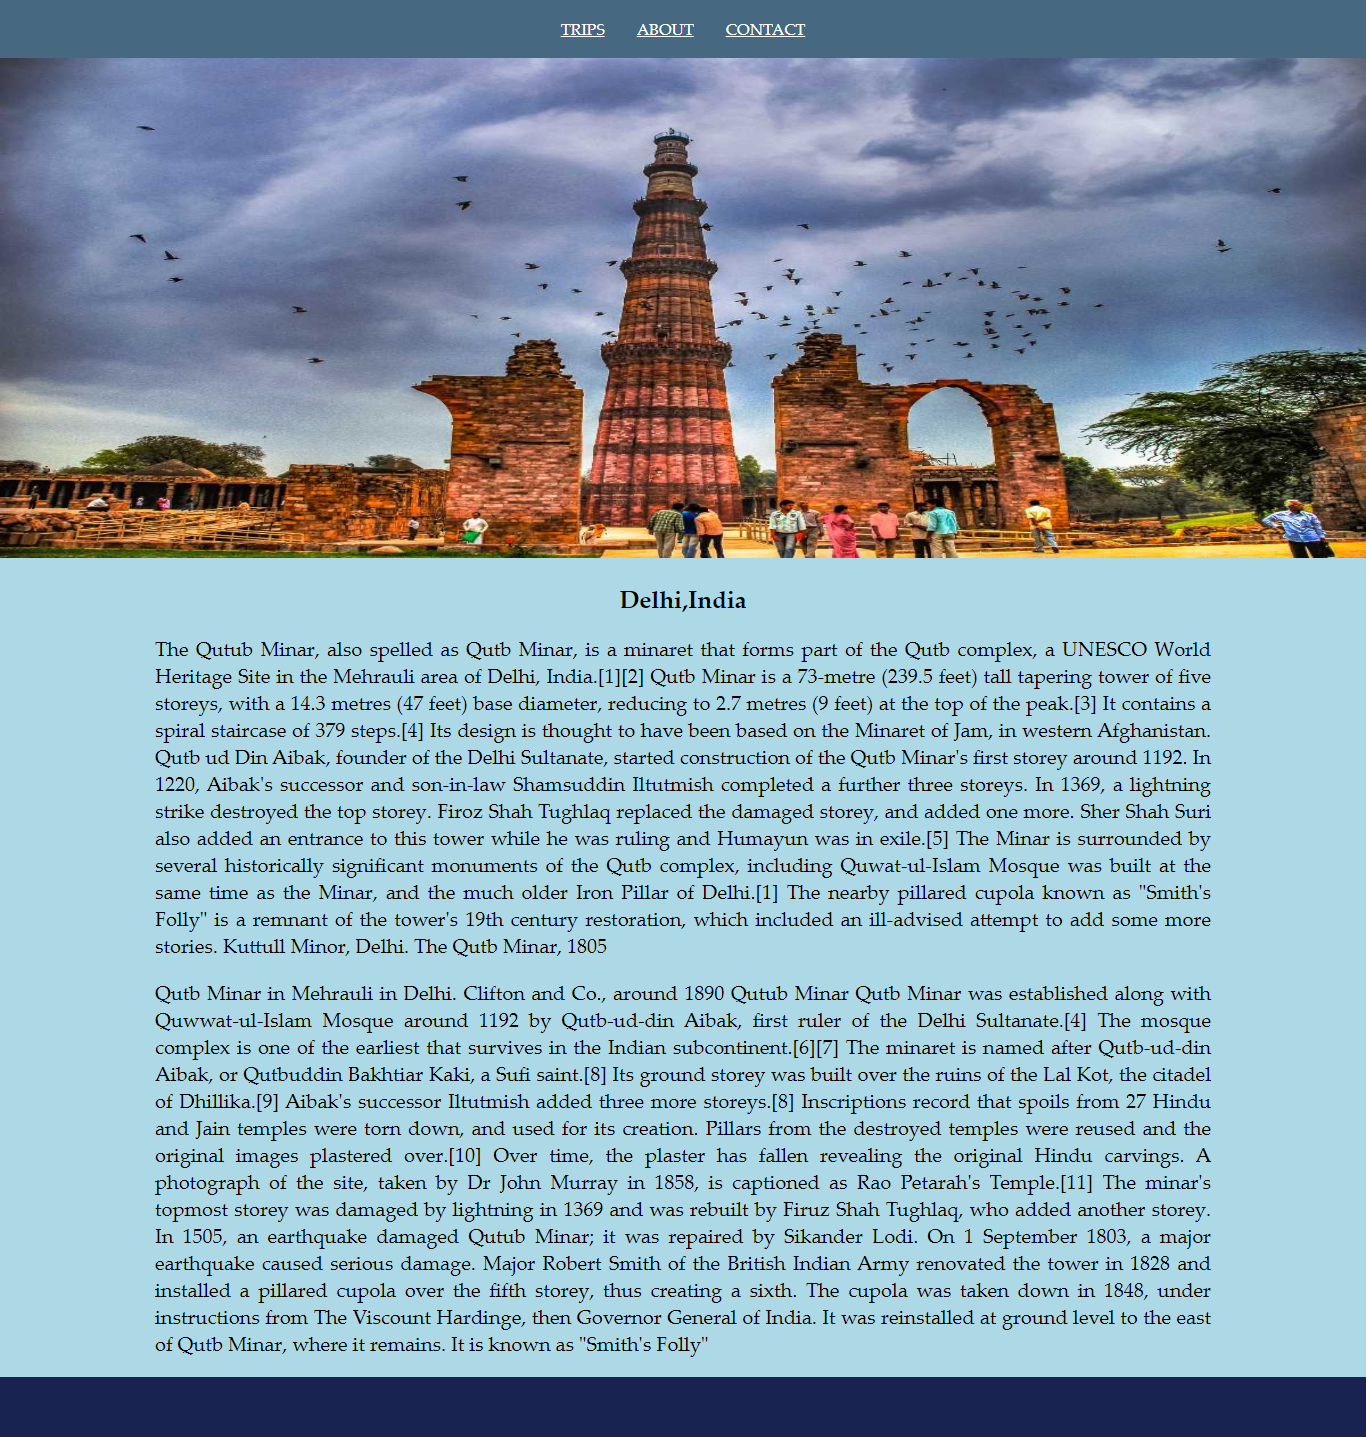 TRIPS ABOUT CONTACT
Delhi,India
The Qutub Minar, also spelled as Qutb Minar, is a minaret that forms part of the Qutb complex, a UNESCO World
Heritage Site in the Mehrauli area of Delhi, India.[1][2] Qutb Minar is a 73-metre (239.5 feet) tall tapering tower of five
storeys, with a 14.3 metres (47 feet) base diameter, reducing to 2.7 metres (9 feet) at the top of the peak.[3] It contains a
spiral staircase of 379 steps.[4] Its design is thought to have been based on the Minaret of Jam, in western Afghanistan.
Qutb ud Din Aibak, founder of the Delhi Sultanate, started construction of the Qutb Minar's first storey around 1192. In
1220, Aibak's successor and son-in-law Shamsuddin Iltutmish completed a further three storeys. In 1369, a lightning
strike destroyed the top storey. Firoz Shah Tughlaq replaced the damaged storey, and added one more. Sher Shah Suri
also added an entrance to this tower while he was ruling and Humayun was in exile.[5] The Minar is surrounded by
several historically significant monuments of the Qutb complex, including Quwat-ul-Islam Mosque was built at the
same time as the Minar, and the much older Iron Pillar of Delhi.[1] The nearby pillared cupola known as "Smith's
Folly" is a remnant of the tower's 19th century restoration, which included an ill-advised attempt to add some more
stories. Kuttull Minor, Delhi. The Qutb Minar, 1805
Qutb Minar in Mehrauli in Delhi. Clifton and Co., around 1890 Qutub Minar Qutb Minar was established along with
Quwwat-ul-Islam Mosque around 1192 by Qutb-ud-din Aibak, first ruler of the Delhi Sultanate.[4] The mosque
complex is one of the earliest that survives in the Indian subcontinent.[6][7] The minaret is named after Qutb-ud-din
Aibak, or Qutbuddin Bakhtiar Kaki, a Sufi saint.[8] Its ground storey was built over the ruins of the Lal Kot, the citadel
of Dhillika.[9] Aibak's successor Iltutmish added three more storeys.[8] Inscriptions record that spoils from 27 Hindu
and Jain temples were torn down, and used for its creation. Pillars from the destroyed temples were reused and the
original images plastered over.[10] Over time, the plaster has fallen revealing the original Hindu carvings. A
photograph of the site, taken by Dr John Murray in 1858, is captioned as Rao Petarah's Temple.[11] The minar's
topmost storey was damaged by lightning in 1369 and was rebuilt by Firuz Shah Tughlaq, who added another storey.
In 1505, an earthquake damaged Qutub Minar; it was repaired by Sikander Lodi. On 1 September 1803, a major
earthquake caused serious damage. Major Robert Smith of the British Indian Army renovated the tower in 1828 and
installed a pillared cupola over the fifth storey, thus creating a sixth. The cupola was taken down in 1848, under
instructions from The Viscount Hardinge, then Governor General of India. It was reinstalled at ground level to the east
of Qutb Minar, where it remains. It is known as "Smith's Folly"